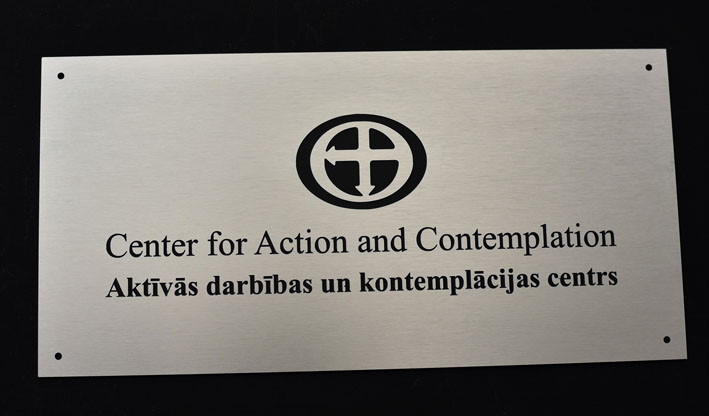 Center for Action and Contemplation
Aktīvās darbības un kontemplācijas centrs